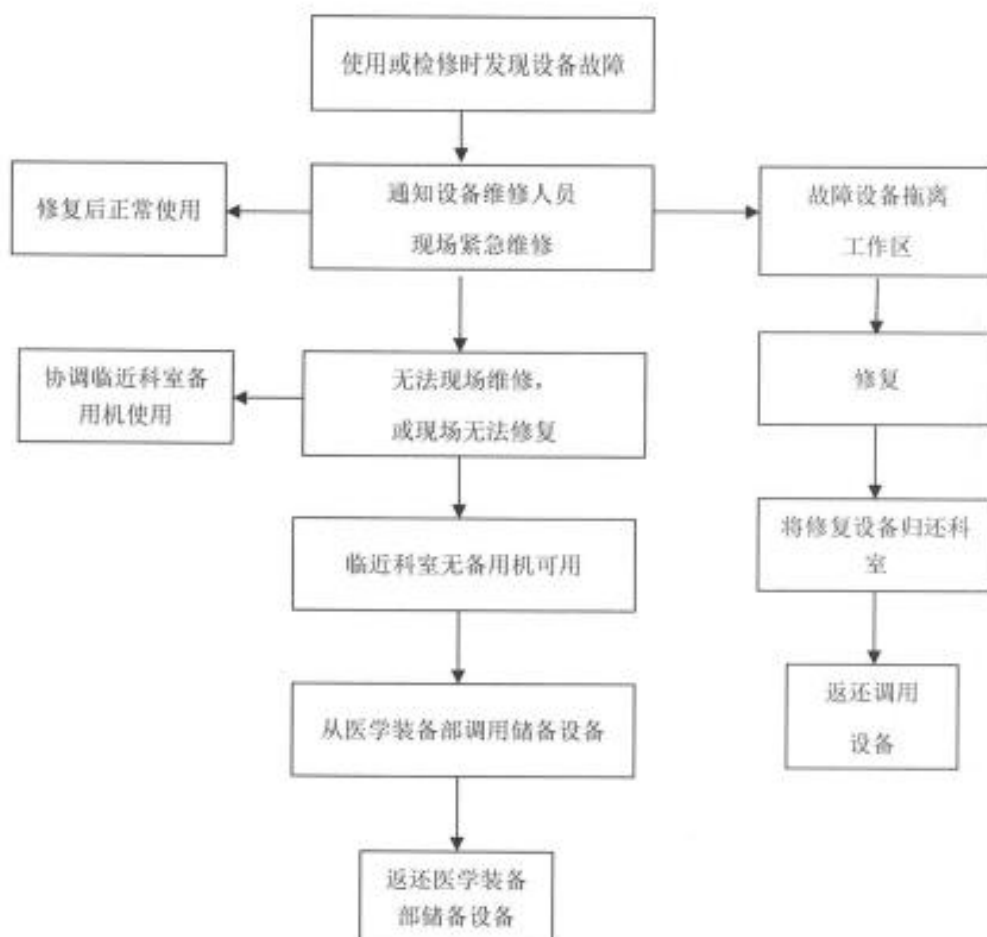 使用或检修时发现设备故障
修复后正常使用
通知设备维修人员
现场紧急维修
故障设备拖离
工作区
协调临近科室备
用机使用
无法现场维修，
或现场无法修复
修复
临近科室无备用机可用
将修复设备归还科
室
从医学装备部调用储备设备
返还调用
设备
返还医学装备
部储备设备